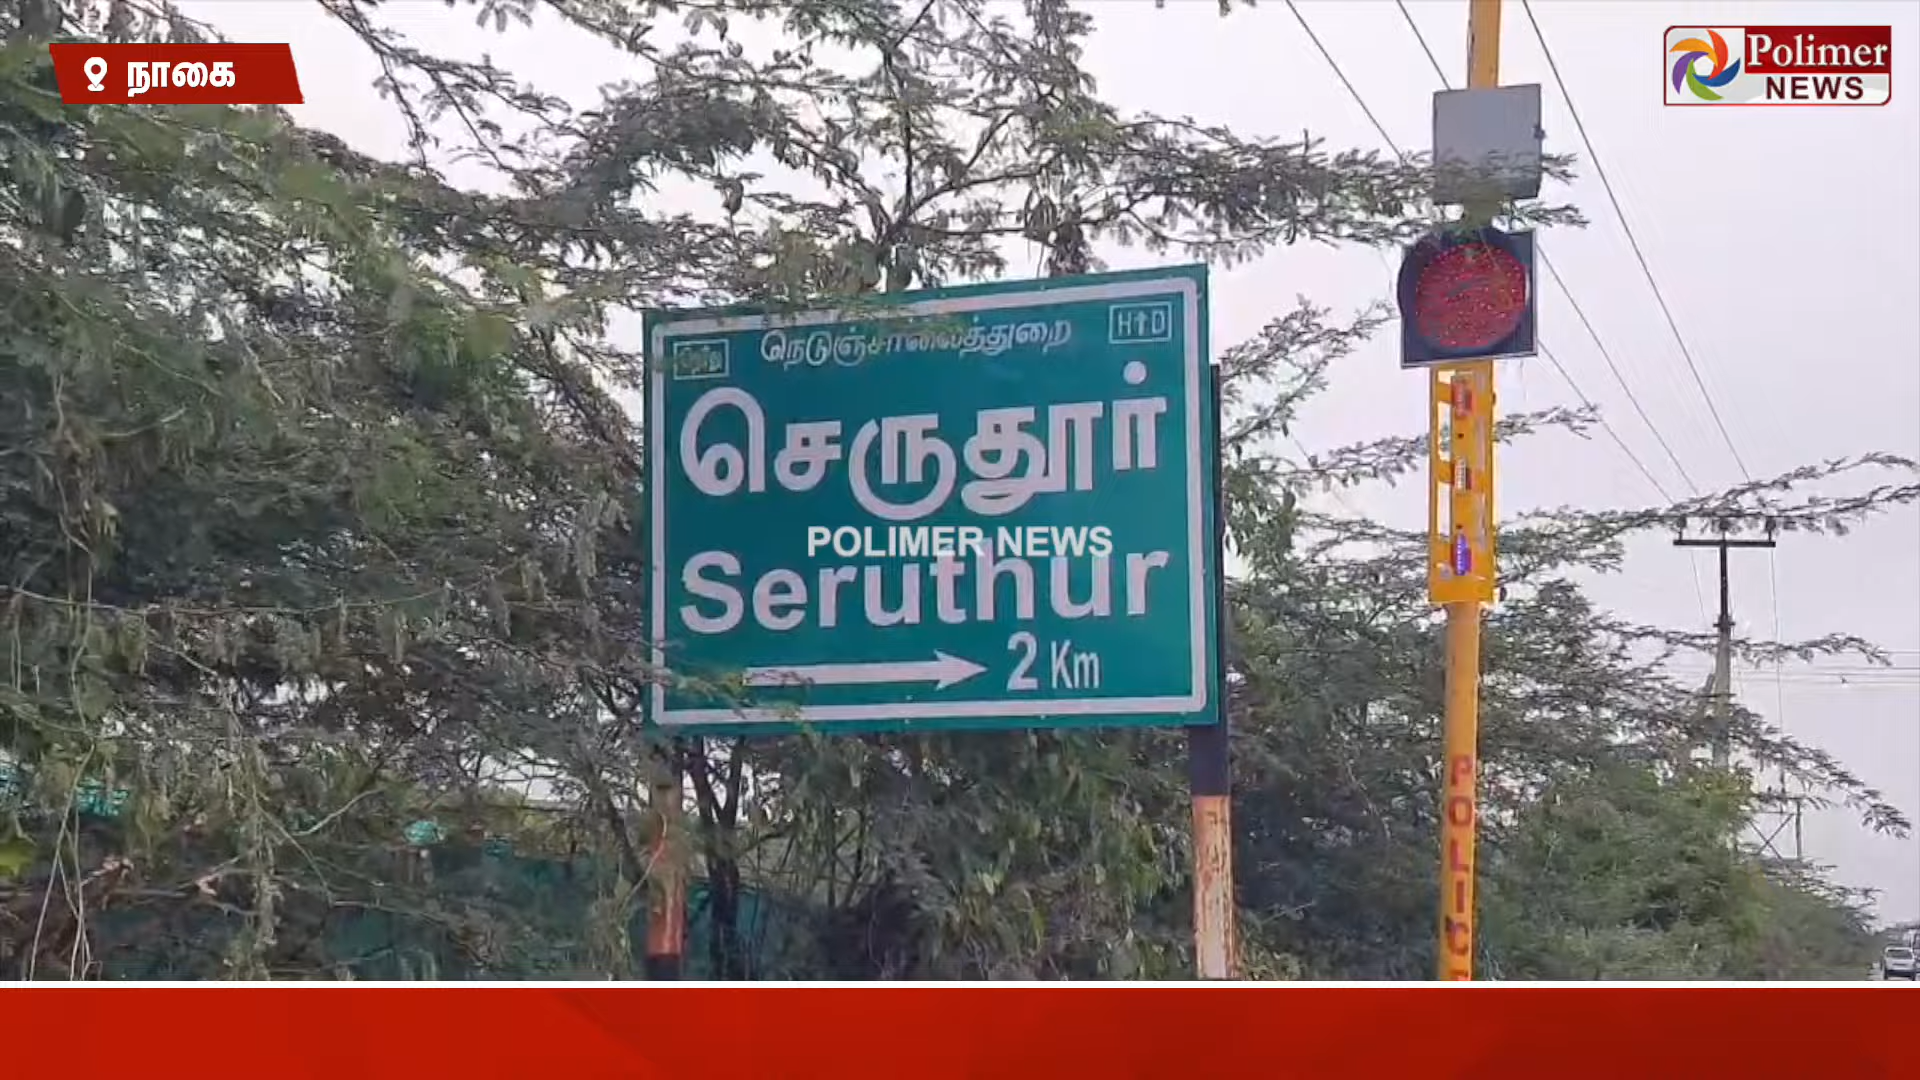 நாகை
Polimer
NEWS
நெடுஞ்சாலைத்துறை
H↑D
செருதூர்
POLIMER NEWS
Seruthur
2 Km
POLICE